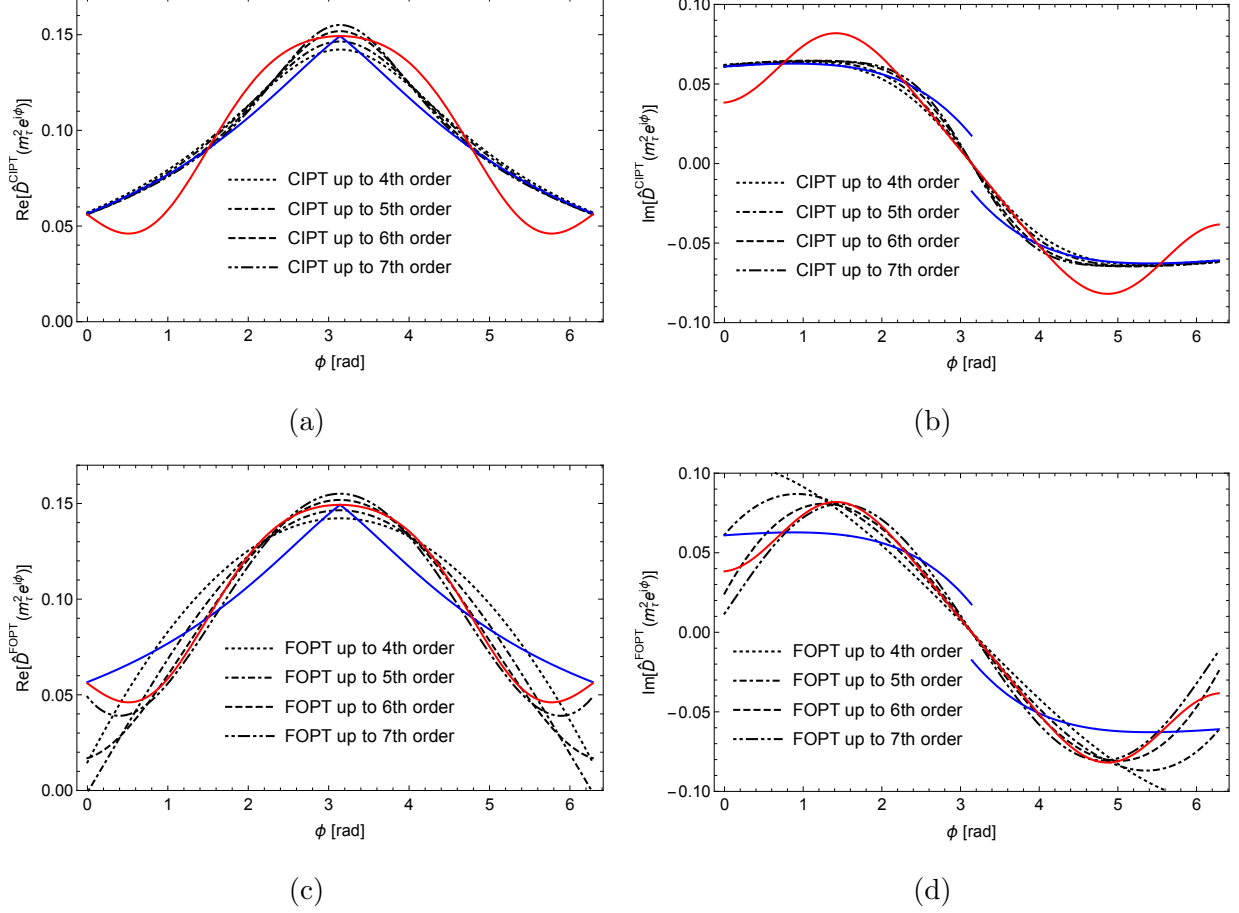 0.15
0.10
0.05
0.00
Re[D̂^CIPT(m_τ^2 e^{iϕ})]
CIPT up to 4th order
CIPT up to 5th order
CIPT up to 6th order
CIPT up to 7th order
0 1 2 3 4 5 6
ϕ [rad]
(a)
0.10
0.05
0.00
-0.05
-0.10
Im[D̂^CIPT(m_τ^2 e^{iϕ})]
CIPT up to 4th order
CIPT up to 5th order
CIPT up to 6th order
CIPT up to 7th order
0 1 2 3 4 5 6
ϕ [rad]
(b)
0.15
0.10
0.05
0.00
Re[D̂^FOPT(m_τ^2 e^{iϕ})]
FOPT up to 4th order
FOPT up to 5th order
FOPT up to 6th order
FOPT up to 7th order
0 1 2 3 4 5 6
ϕ [rad]
(c)
0.10
0.05
0.00
-0.05
-0.10
Im[D̂^FOPT(m_τ^2 e^{iϕ})]
FOPT up to 4th order
FOPT up to 5th order
FOPT up to 6th order
FOPT up to 7th order
0 1 2 3 4 5 6
ϕ [rad]
(d)